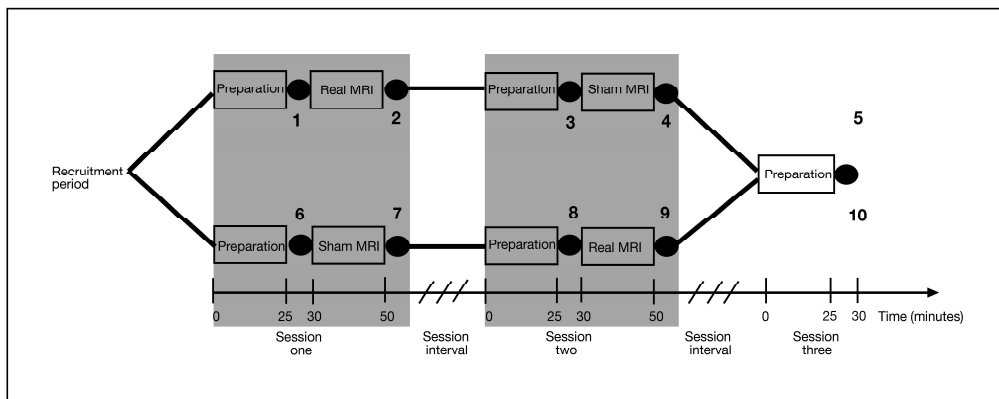 Preparation
Real MRI
Preparation
Sham MRI
1
2
3
4
5
Recruitment
period
Preparation
6
7
8
9
10
Preparation
Sham MRI
Preparation
Real MRI
0
25
30
50
0
25
30
50
0
25
30
Time (minutes)
Session
one
Session
interval
Session
two
Session
interval
Session
three